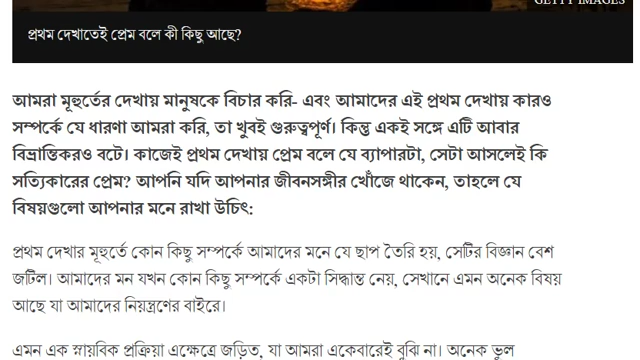 GETTY IMAGES
প্রথম দেখাতেই প্রেম বলে কী কিছু আছে?
আমরা মূহুর্তের দেখায় মানুষকে বিচার করি- এবং আমাদের এই প্রথম দেখায় কারও
সম্পর্কে যে ধারণা আমরা করি, তা খুবই গুরুত্বপূর্ণ। কিন্তু একই সঙ্গে এটি আবার
বিভ্রান্তিকরও বটে। কাজেই প্রথম দেখায় প্রেম বলে যে ব্যাপারটা, সেটা আসলেই কি
সত্যিকারের প্রেম? আপনি যদি আপনার জীবনসঙ্গীর খোঁজে থাকেন, তাহলে যে
বিষয়গুলো আপনার মনে রাখা উচিৎ:
প্রথম দেখার মূহুর্তে কোন কিছু সম্পর্কে আমাদের মনে যে ছাপ তৈরি হয়, সেটির বিজ্ঞান বেশ
জটিল। আমাদের মন যখন কোন কিছু সম্পর্কে একটা সিদ্ধান্ত নেয়, সেখানে এমন অনেক বিষয়
আছে যা আমাদের নিয়ন্ত্রণের বাইরে।
এমন এক স্নায়বিক প্রক্রিয়া এক্ষেত্রে জড়িত, যা আমরা একেবারেই বুঝি না। অনেক ভুল